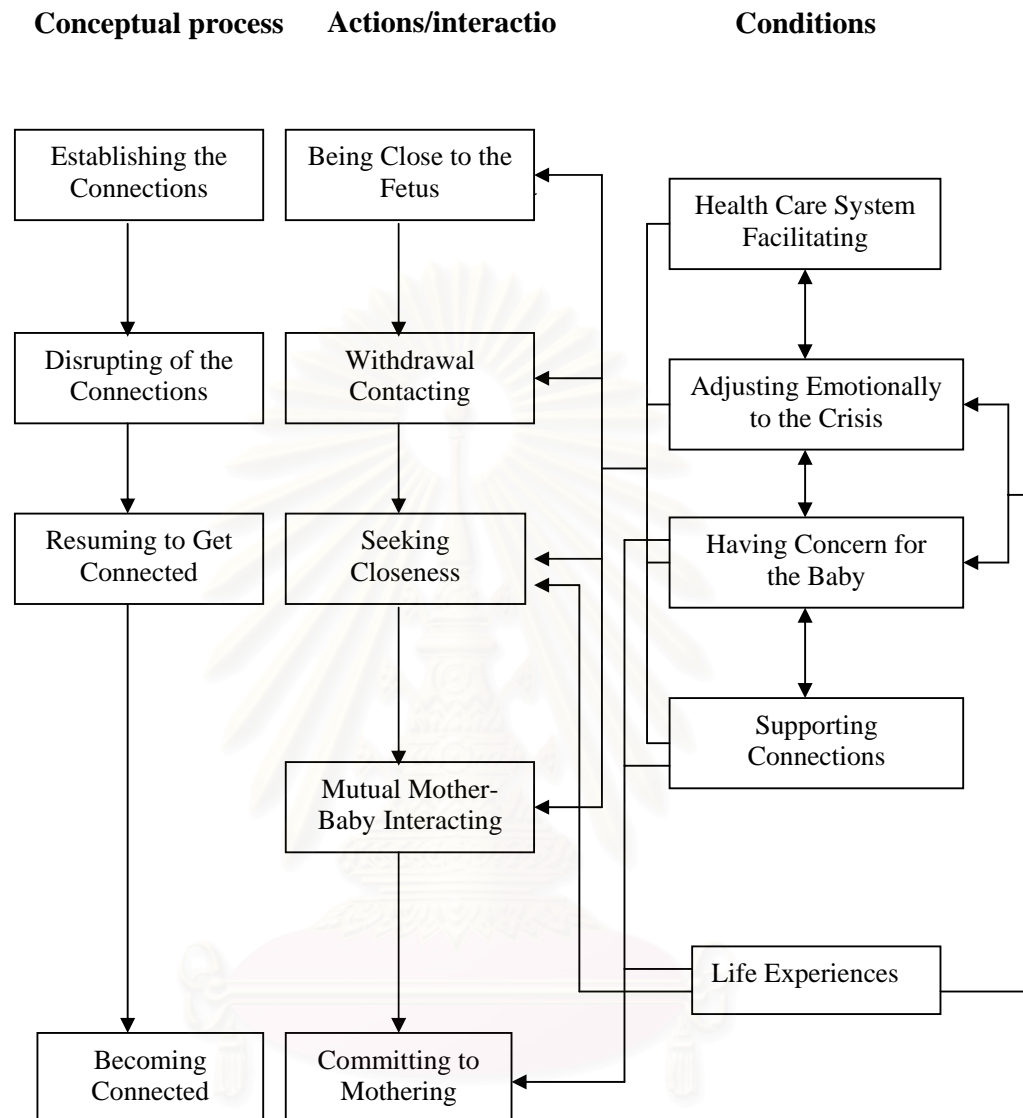 Conceptual process
Actions/interactio
Conditions
Establishing the
Connections
Being Close to the
Fetus
Health Care System
Facilitating
Disrupting of the
Connections
Withdrawal
Contacting
Adjusting Emotionally
to the Crisis
Resuming to Get
Connected
Seeking
Closeness
Having Concern for
the Baby
Supporting
Connections
Mutual Mother-
Baby Interacting
Life Experiences
Becoming
Connected
Committing to
Mothering